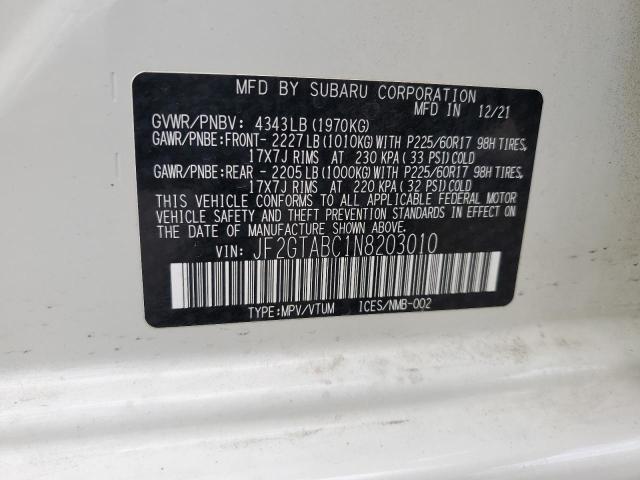 MFD BY SUBARU CORPORATION
MFD IN 12/21
GVWR/PNBV: 4343LB (1970KG)
GAWR/PNBE:FRONT- 2227LB (1010KG)WITH P225/60R17 98H TIRES,
17X7J RIMS AT 230 KPA (33 PSI)COLD
GAWR/PNBE:REAR - 2205LB (1000KG)WITH P225/60R17 98H TIRES,
17X7J RIMS AT 220 KPA (32 PSI)COLD
THIS VEHICLE CONFORMS TO ALL APPLICABLE FEDERAL MOTOR
VEHICLE SAFETY AND THEFT PREVENTION STANDARDS IN EFFECT ON THE
DATE OF MANUFACTURE SHOWN ABOVE.
VIN: JF2GTABC1N8203010
TYPE:MPV/VTUM ICES/NMB-002